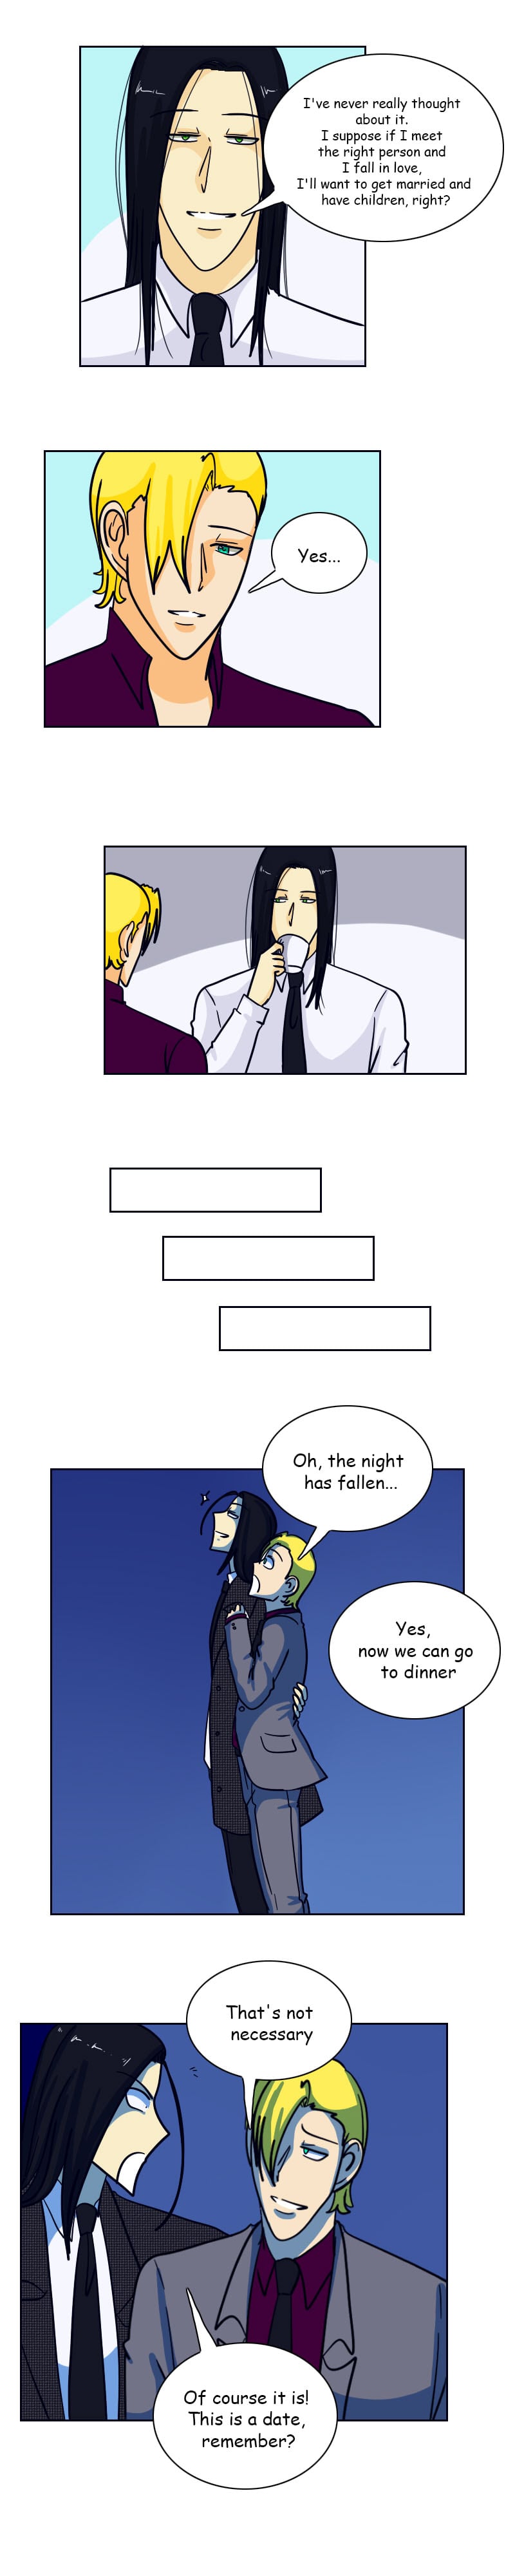 I've never really thought
about it.
I suppose if I meet
the right person and
I fall in love,
I'll want to get married and
have children, right?
Yes...
Oh, the night
has fallen...
Yes,
now we can go
to dinner
That's not
necessary
Of course it is!
This is a date,
remember?